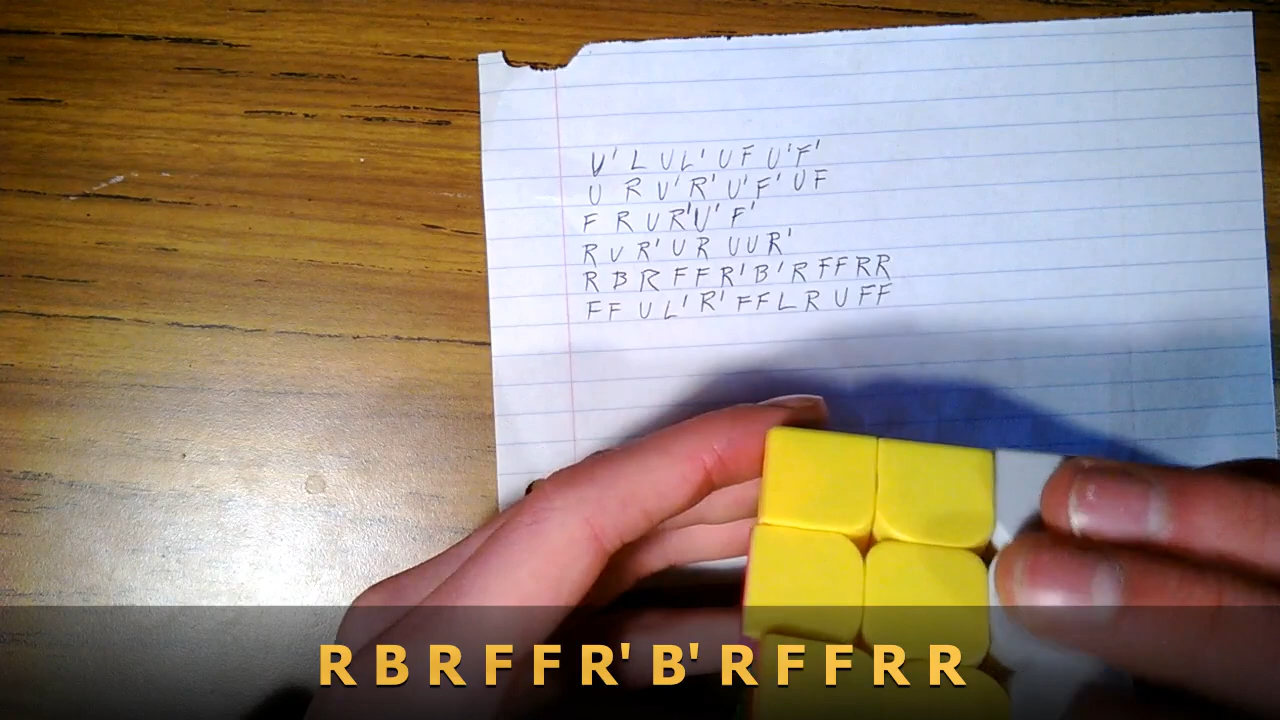 U' L U L' U F U' F'
U R U' R' U' F' U F
F R U R' U' F'
R U R' U R U U R'
R B R F F R' B' R F F R R
F F U L' R' F F L R U F F
R B R F F R' B' R F F R R